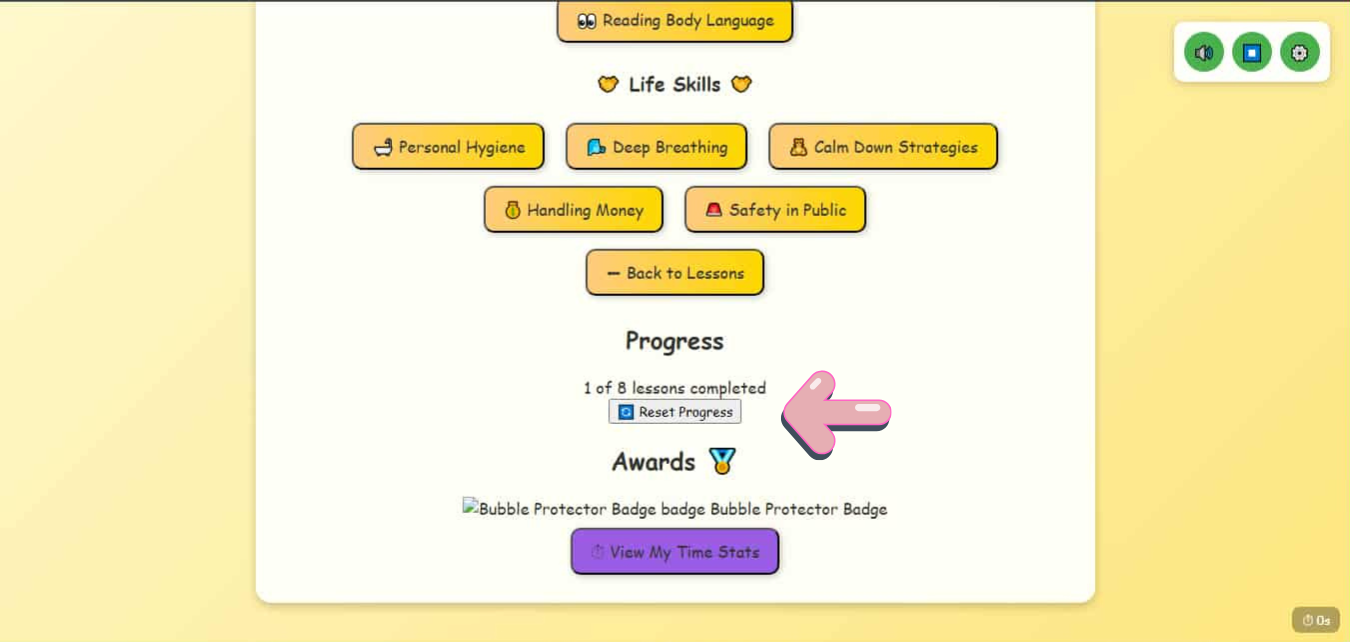 👀 Reading Body Language
Life Skills
🛁 Personal Hygiene
🌬️ Deep Breathing
🧸 Calm Down Strategies
💰 Handling Money
🚨 Safety in Public
Back to Lessons
Progress
1 of 8 lessons completed
🔄 Reset Progress
Awards 🏅
Bubble Protector Badge badge Bubble Protector Badge
⏱ View My Time Stats
⏱ 0s